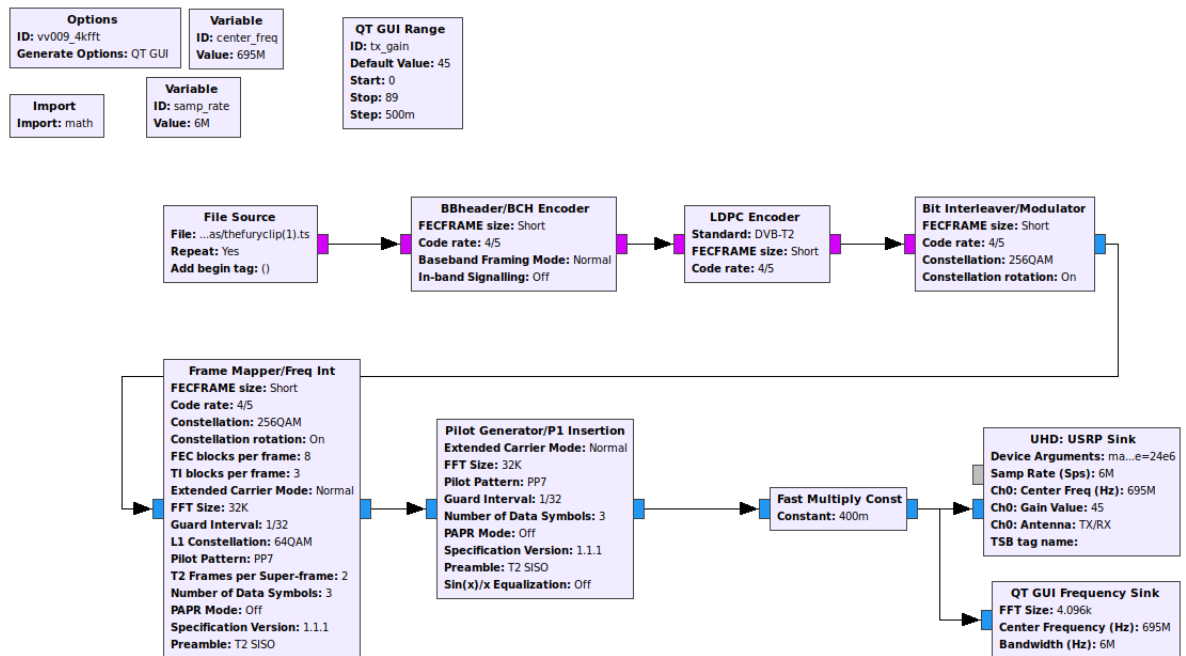 Options
ID: vv009_4kfft
Generate Options: QT GUI
Variable
ID: center_freq
Value: 695M
QT GUI Range
ID: tx_gain
Default Value: 45
Start: 0
Stop: 89
Step: 500m
Import
Import: math
Variable
ID: samp_rate
Value: 6M
File Source
File: ...as/thefuryclip(1).ts
Repeat: Yes
Add begin tag: ()
BBheader/BCH Encoder
FECFRAME size: Short
Code rate: 4/5
Baseband Framing Mode: Normal
In-band Signalling: Off
LDPC Encoder
Standard: DVB-T2
FECFRAME size: Short
Code rate: 4/5
Bit Interleaver/Modulator
FECFRAME size: Short
Code rate: 4/5
Constellation: 256QAM
Constellation rotation: On
Frame Mapper/Freq Int
FECFRAME size: Short
Code rate: 4/5
Constellation: 256QAM
Constellation rotation: On
FEC blocks per frame: 8
TI blocks per frame: 3
Extended Carrier Mode: Normal
FFT Size: 32K
Guard Interval: 1/32
L1 Constellation: 64QAM
Pilot Pattern: PP7
T2 Frames per Super-frame: 2
Number of Data Symbols: 3
PAPR Mode: Off
Specification Version: 1.1.1
Preamble: T2 SISO
Pilot Generator/P1 Insertion
Extended Carrier Mode: Normal
FFT Size: 32K
Pilot Pattern: PP7
Guard Interval: 1/32
Number of Data Symbols: 3
PAPR Mode: Off
Specification Version: 1.1.1
Preamble: T2 SISO
Sin(x)/x Equalization: Off
Fast Multiply Const
Constant: 400m
UHD: USRP Sink
Device Arguments: ma...e=24e6
Samp Rate (Sps): 6M
Ch0: Center Freq (Hz): 695M
Ch0: Gain Value: 45
Ch0: Antenna: TX/RX
TSB tag name:
QT GUI Frequency Sink
FFT Size: 4.096k
Center Frequency (Hz): 695M
Bandwidth (Hz): 6M